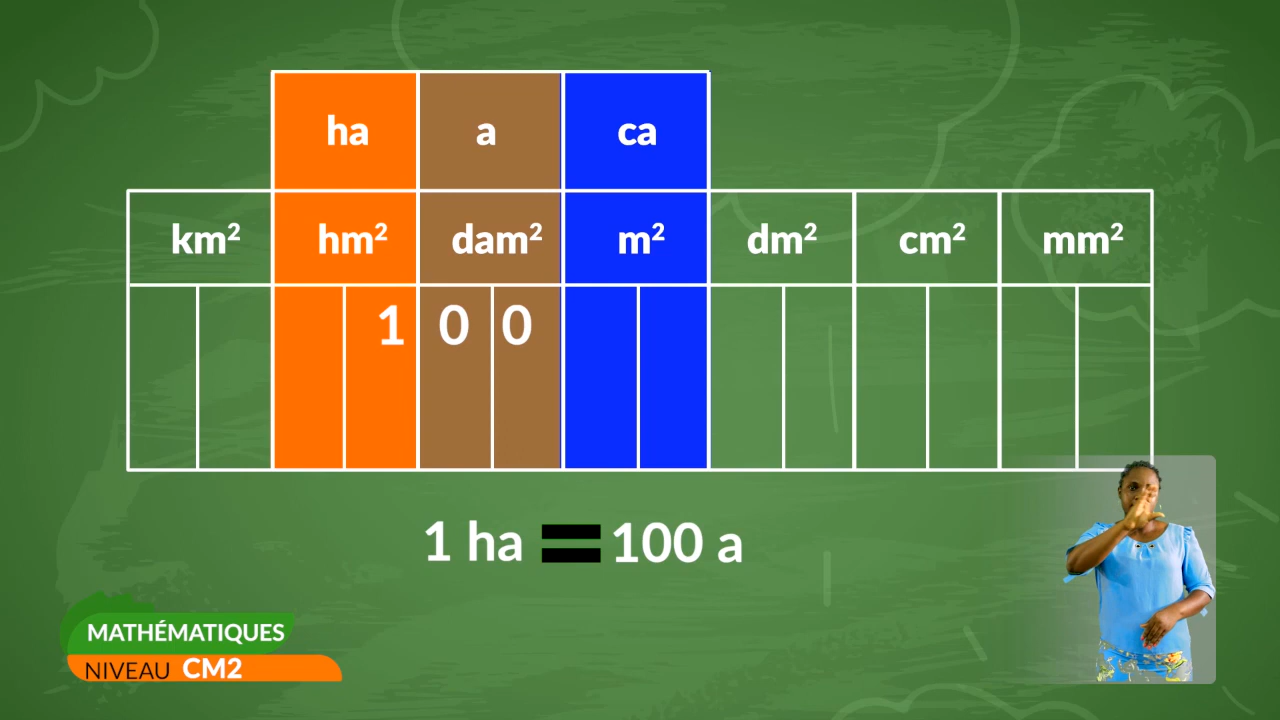 ha a ca
km² hm² dam² m² dm² cm² mm²
1 0 0
1 ha = 100 a
MATHÉMATIQUES
NIVEAU CM2